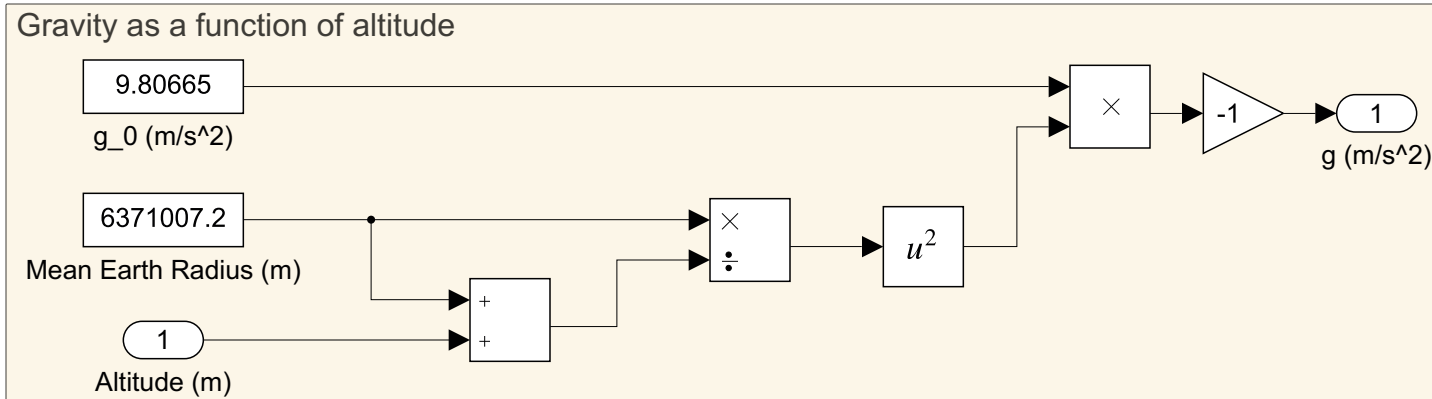 Gravity as a function of altitude
9.80665
g_0 (m/s^2)
×
-1
1
g (m/s^2)
6371007.2
Mean Earth Radius (m)
×
÷
u²
+
+
1
Altitude (m)